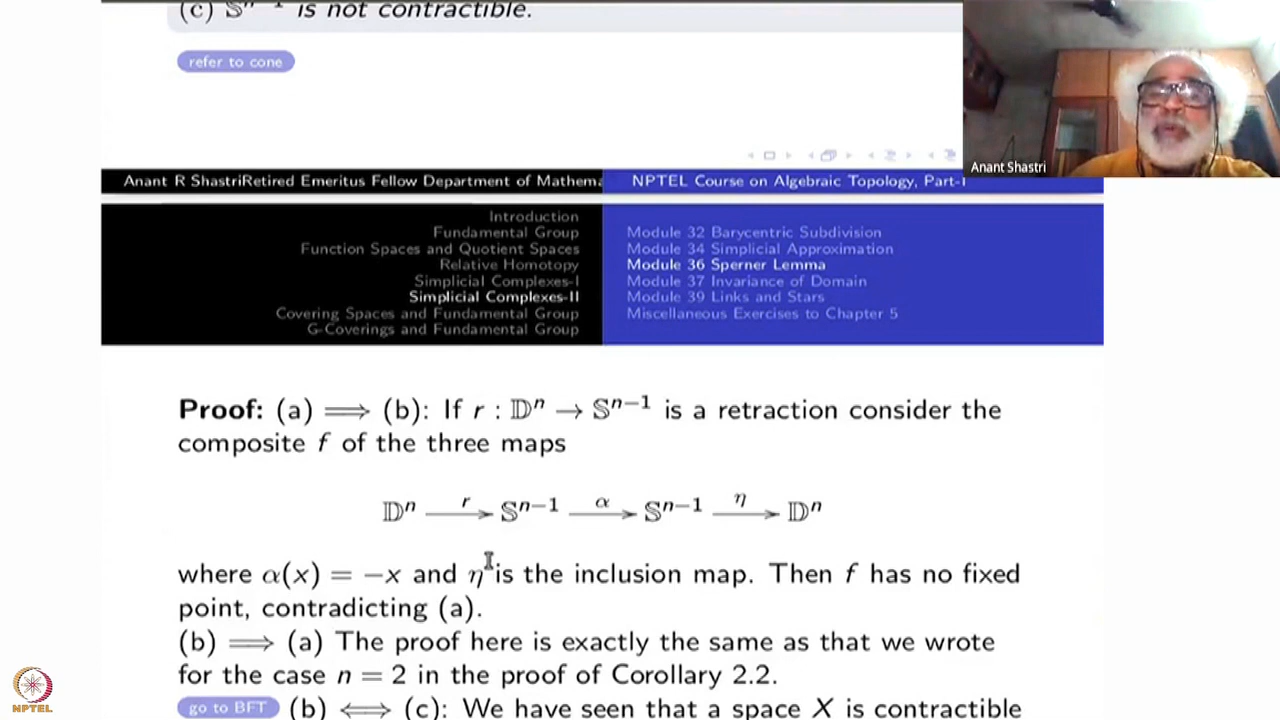 (c) 𝕊ⁿ⁻¹ is not contractible.
refer to cone
Anant Shastri
Anant R ShastriRetired Emeritus Fellow Department of Mathema
NPTEL Course on Algebraic Topology, Part-I
Introduction
Fundamental Group
Function Spaces and Quotient Spaces
Relative Homotopy
Simplicial Complexes-I
Simplicial Complexes-II
Covering Spaces and Fundamental Group
G-Coverings and Fundamental Group
Module 32 Barycentric Subdivision
Module 34 Simplicial Approximation
Module 36 Sperner Lemma
Module 37 Invariance of Domain
Module 39 Links and Stars
Miscellaneous Exercises to Chapter 5
Proof: (a) ⟹ (b): If r : 𝔻ⁿ → 𝕊ⁿ⁻¹ is a retraction consider the
composite f of the three maps
𝔻ⁿ —r→ 𝕊ⁿ⁻¹ —α→ 𝕊ⁿ⁻¹ —η→ 𝔻ⁿ
where α(x) = −x and η is the inclusion map. Then f has no fixed
point, contradicting (a).
(b) ⟹ (a) The proof here is exactly the same as that we wrote
for the case n = 2 in the proof of Corollary 2.2.
go to BFT (b) ⟺ (c): We have seen that a space X is contractible
NPTEL